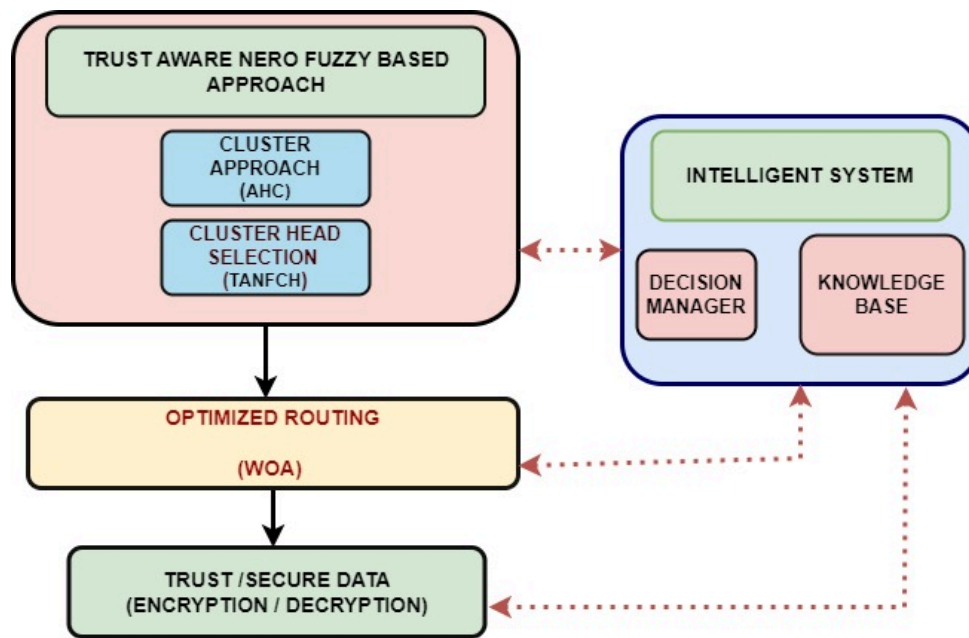 TRUST AWARE NERO FUZZY BASED
APPROACH
CLUSTER
APPROACH
(AHC)
CLUSTER HEAD
SELECTION
(TANFCH)
INTELLIGENT SYSTEM
DECISION
MANAGER
KNOWLEDGE
BASE
OPTIMIZED ROUTING
(WOA)
TRUST /SECURE DATA
(ENCRYPTION / DECRYPTION)